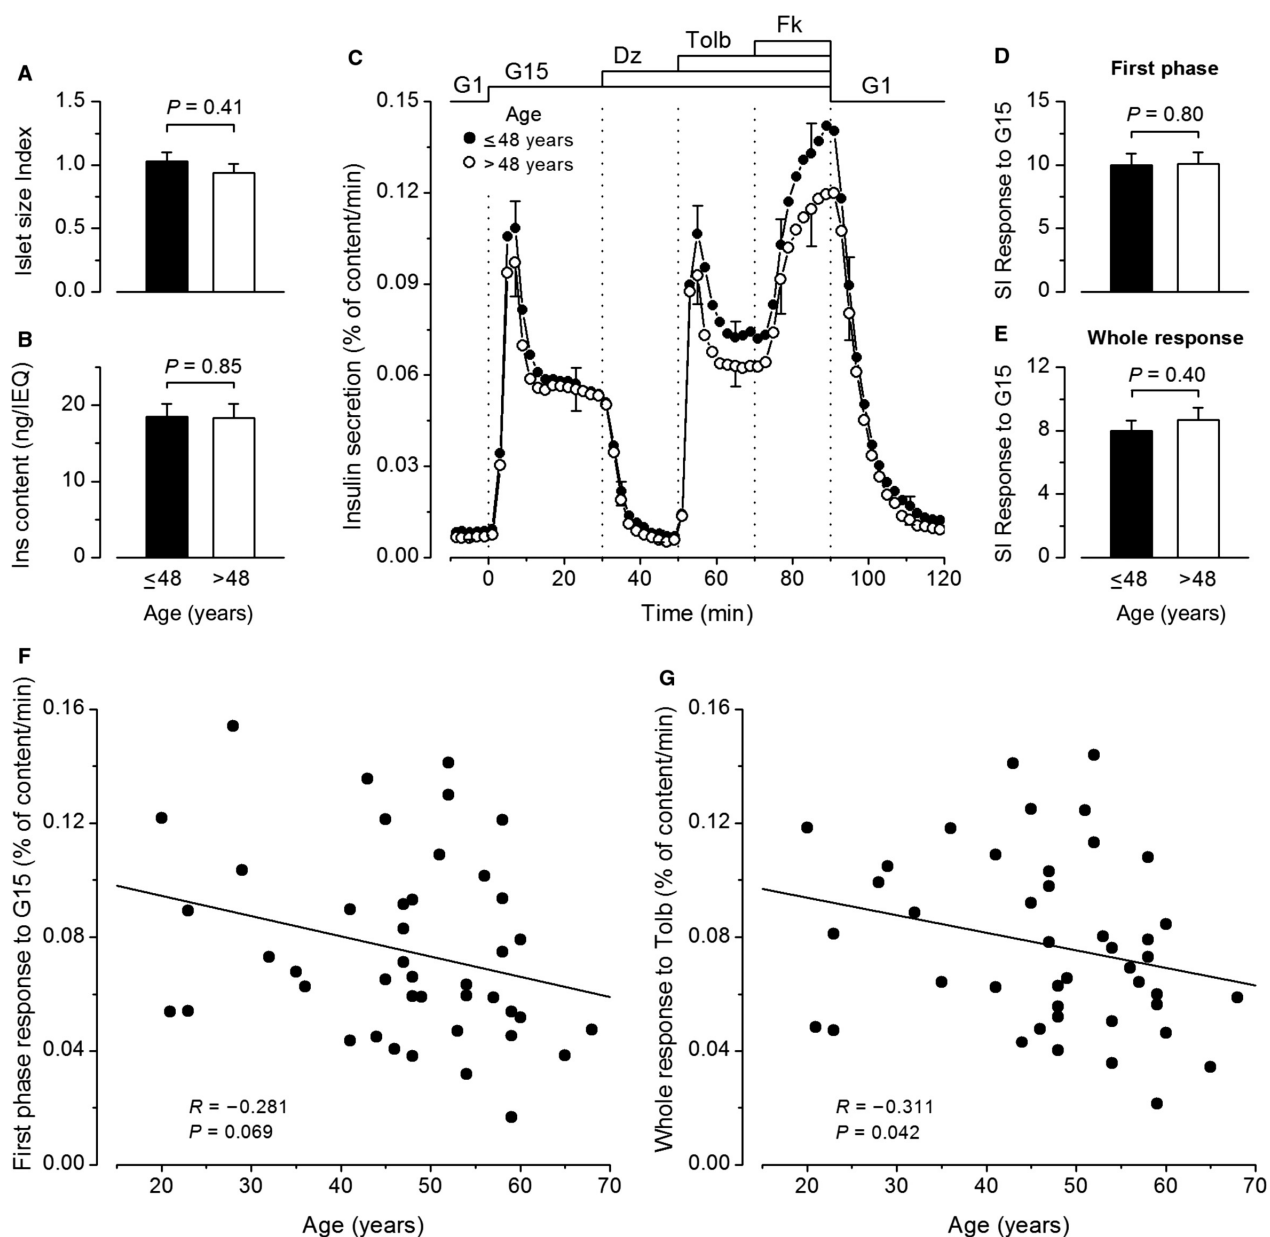 A
P = 0.41
Islet size Index
1.5
1.0
0.5
0.0
B
P = 0.85
Ins content (ng/IEQ)
20
10
0
≤48 >48
Age (years)
C
G1 G15 Dz Tolb Fk G1
Age
≤48 years
>48 years
Insulin secretion (% of content/min)
0.15
0.12
0.09
0.06
0.03
0.00
0 20 40 60 80 100 120
Time (min)
D
First phase
P = 0.80
SI Response to G15
15
10
5
0
E
Whole response
P = 0.40
SI Response to G15
12
8
4
0
≤48 >48
Age (years)
F
First phase response to G15 (% of content/min)
0.16
0.12
0.08
0.04
0.00
R = −0.281
P = 0.069
20 30 40 50 60 70
Age (years)
G
Whole response to Tolb (% of content/min)
0.16
0.12
0.08
0.04
0.00
R = −0.311
P = 0.042
20 30 40 50 60 70
Age (years)